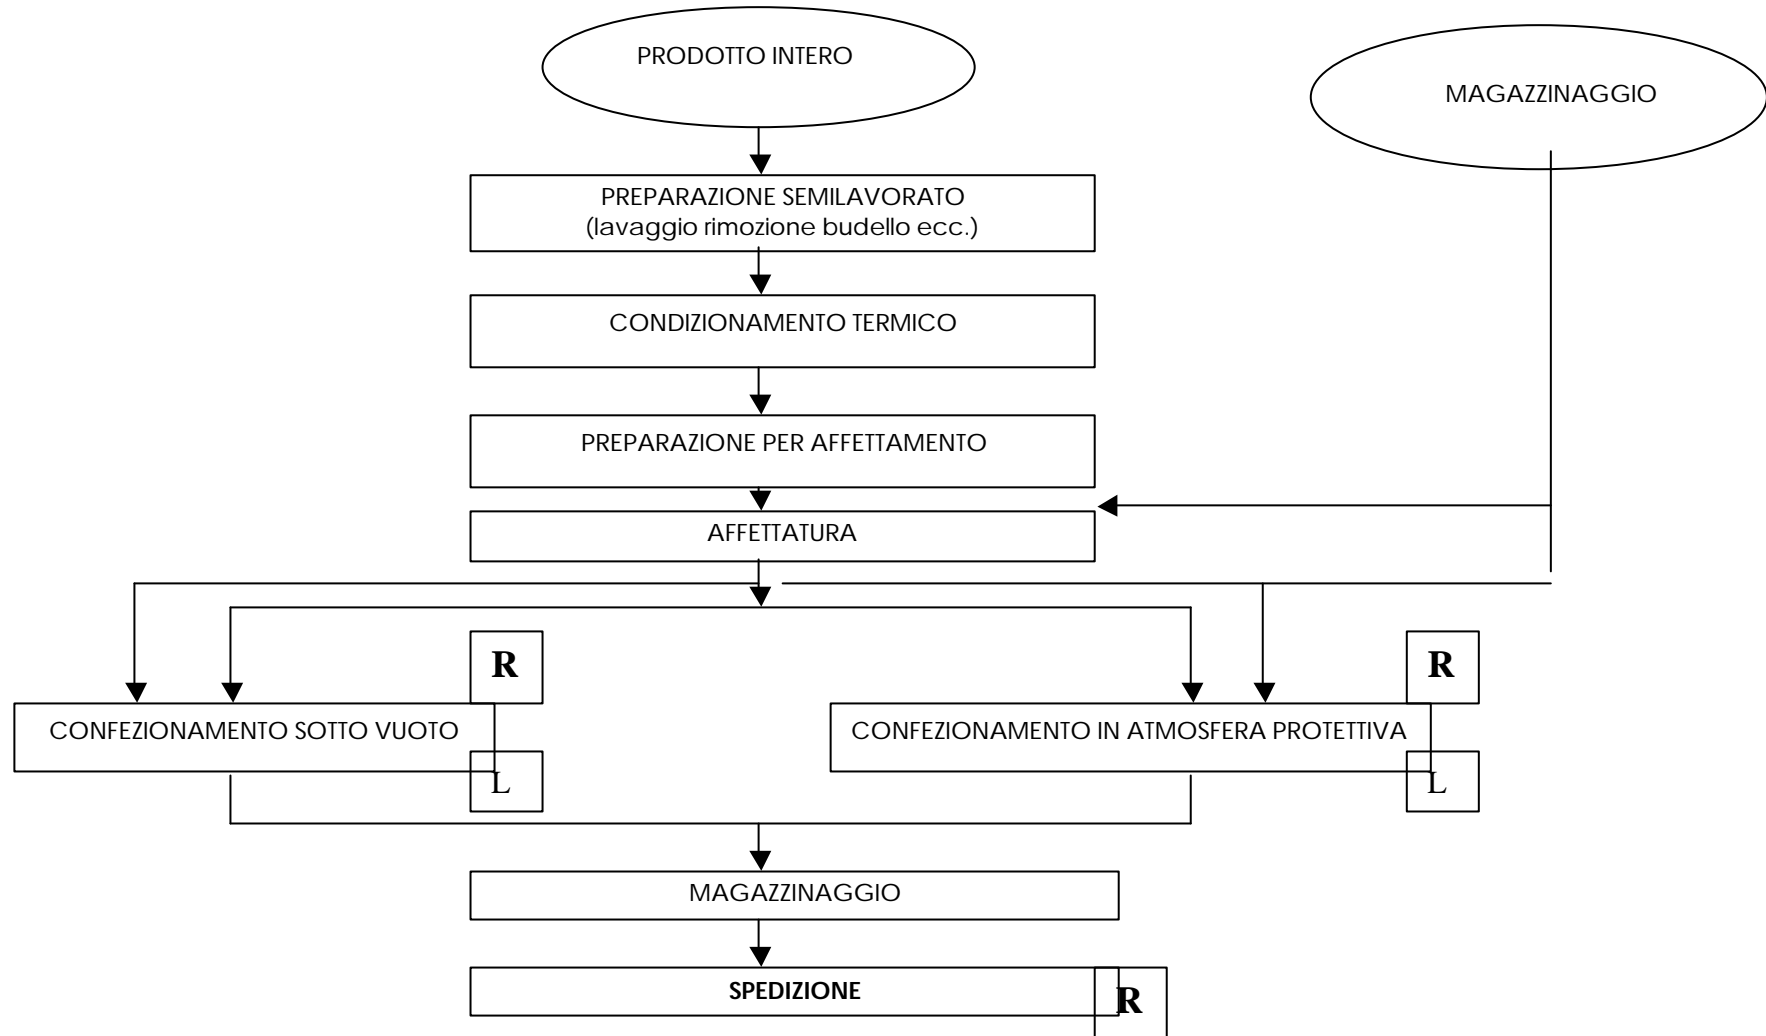 PRODOTTO INTERO
MAGAZZINAGGIO
PREPARAZIONE SEMILAVORATO
(lavaggio rimozione budello ecc.)
CONDIZIONAMENTO TERMICO
PREPARAZIONE PER AFFETTAMENTO
AFFETTATURA
R
R
CONFEZIONAMENTO SOTTO VUOTO
CONFEZIONAMENTO IN ATMOSFERA PROTETTIVA
L
L
MAGAZZINAGGIO
SPEDIZIONE
R